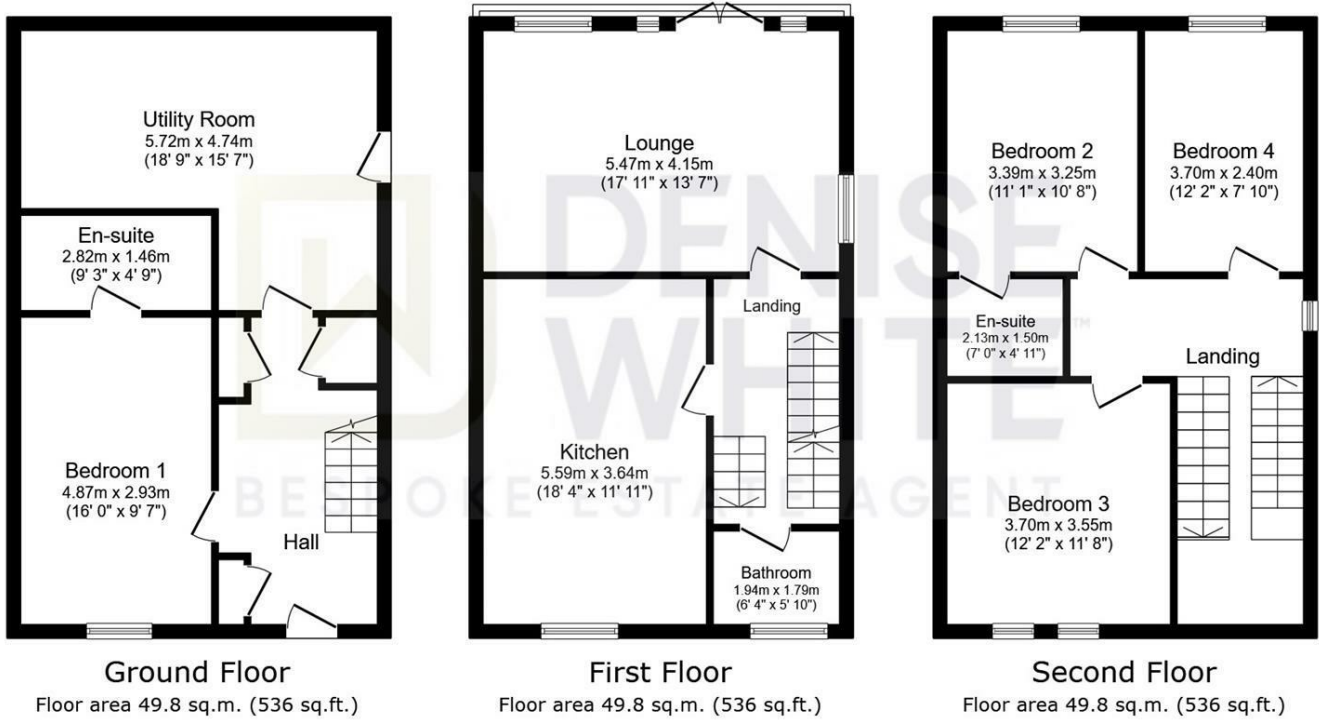 Utility Room
5.72m x 4.74m
(18' 9" x 15' 7")
En-suite
2.82m x 1.46m
(9' 3" x 4' 9")
Bedroom 1
4.87m x 2.93m
(16' 0" x 9' 7")
Hall
Ground Floor
Floor area 49.8 sq.m. (536 sq.ft.)
Lounge
5.47m x 4.15m
(17' 11" x 13' 7")
Landing
Kitchen
5.59m x 3.64m
(18' 4" x 11' 11")
Bathroom
1.94m x 1.79m
(6' 4" x 5' 10")
First Floor
Floor area 49.8 sq.m. (536 sq.ft.)
Bedroom 2
3.39m x 3.25m
(11' 1" x 10' 8")
Bedroom 4
3.70m x 2.40m
(12' 2" x 7' 10")
En-suite
2.13m x 1.50m
(7' 0" x 4' 11")
Landing
Bedroom 3
3.70m x 3.55m
(12' 2" x 11' 8")
Second Floor
Floor area 49.8 sq.m. (536 sq.ft.)
DENISE
WHITE™
BESPOKE ESTATE AGENT